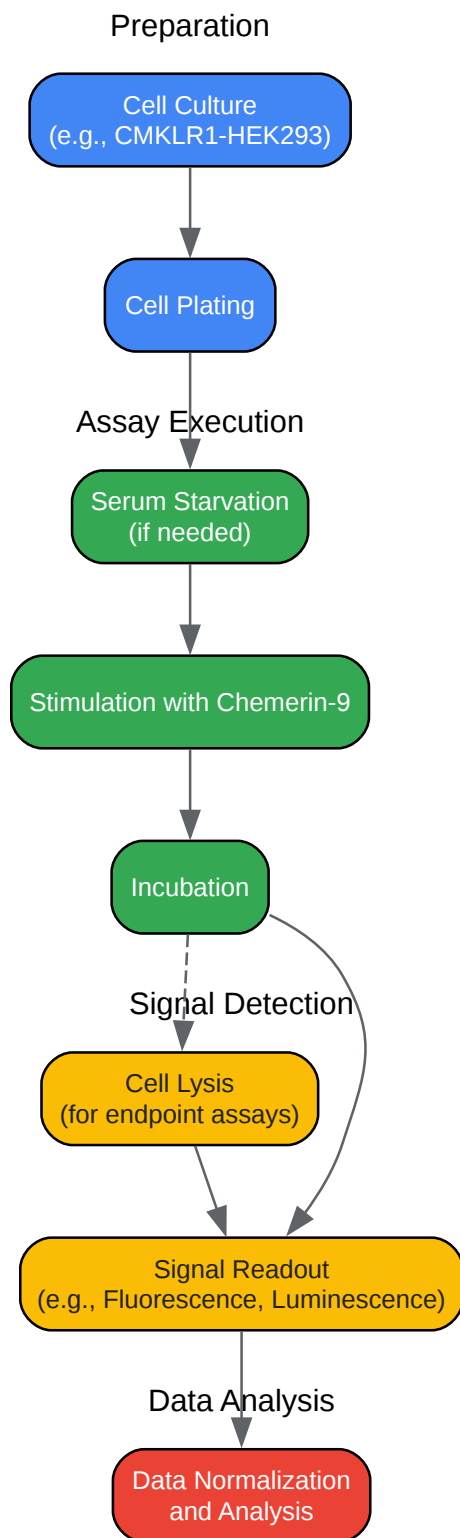 Preparation
Cell Culture
(e.g., CMKLR1-HEK293)
Cell Plating
Assay Execution
Serum Starvation
(if needed)
Stimulation with Chemerin-9
Incubation
Signal Detection
Cell Lysis
(for endpoint assays)
Signal Readout
(e.g., Fluorescence, Luminescence)
Data Analysis
Data Normalization
and Analysis